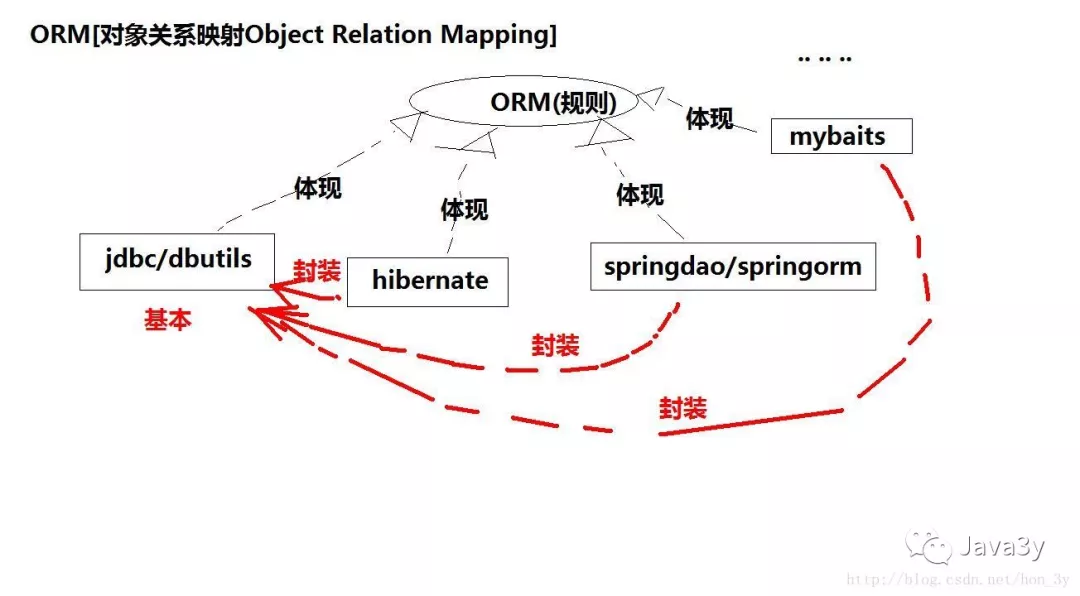 ORM[对象关系映射Object Relation Mapping]
.. .. ..
ORM(规则)
体现
mybaits
体现
体现
体现
jdbc/dbutils
封装
hibernate
springdao/springorm
基本
封装
封装
Java3y
http://blog.csdn.net/hon_3y